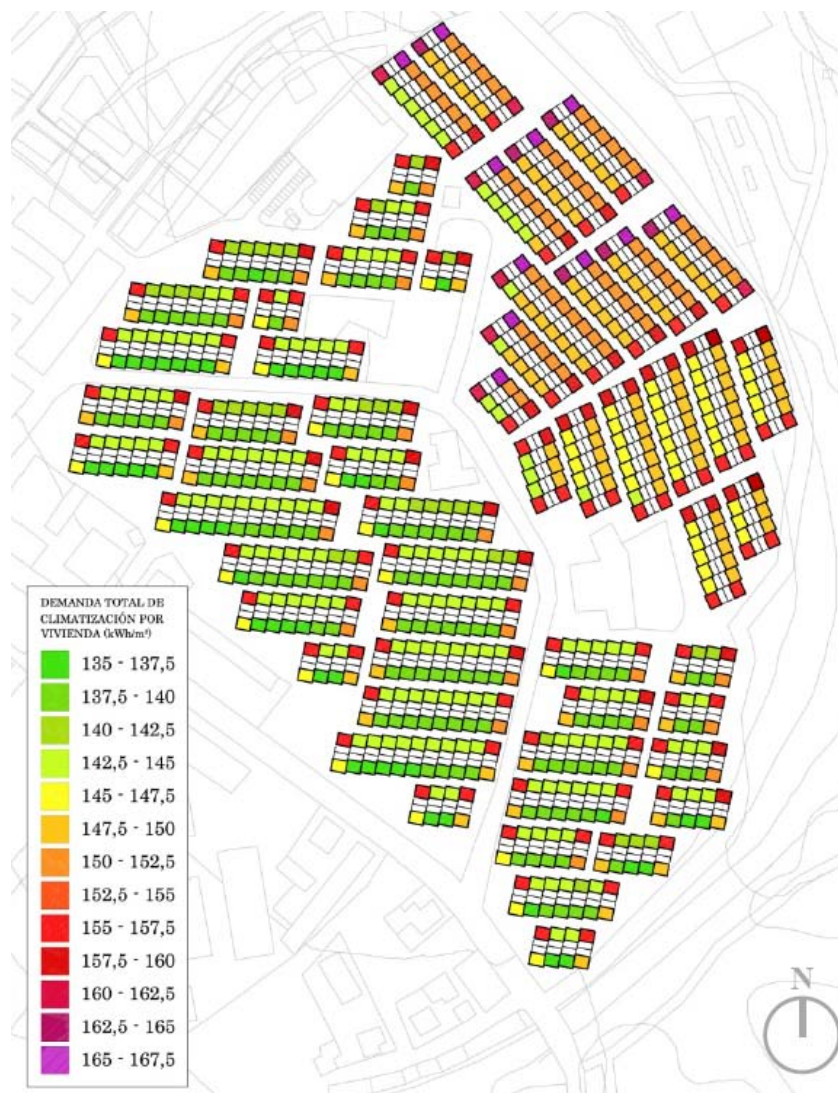 DEMANDA TOTAL DE
CLIMATIZACIÓN POR
VIVIENDA (kWh/m²)
135 - 137,5
137,5 - 140
140 - 142,5
142,5 - 145
145 - 147,5
147,5 - 150
150 - 152,5
152,5 - 155
155 - 157,5
157,5 - 160
160 - 162,5
162,5 - 165
165 - 167,5
N